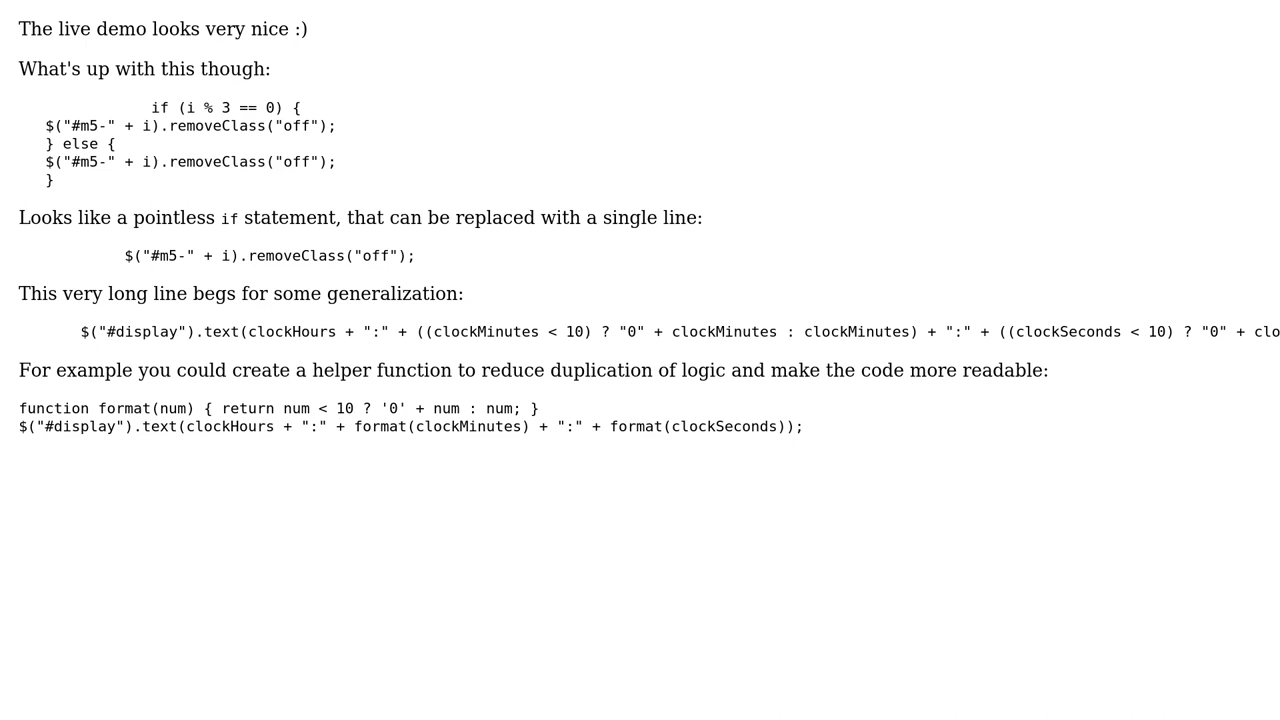 The live demo looks very nice :)
What's up with this though:
if (i % 3 == 0) {
$("#m5-" + i).removeClass("off");
} else {
$("#m5-" + i).removeClass("off");
}
Looks like a pointless if statement, that can be replaced with a single line:
$("#m5-" + i).removeClass("off");
This very long line begs for some generalization:
$("#display").text(clockHours + ":" + ((clockMinutes < 10) ? "0" + clockMinutes : clockMinutes) + ":" + ((clockSeconds < 10) ? "0" + clo
For example you could create a helper function to reduce duplication of logic and make the code more readable:
function format(num) { return num < 10 ? '0' + num : num; }
$("#display").text(clockHours + ":" + format(clockMinutes) + ":" + format(clockSeconds));